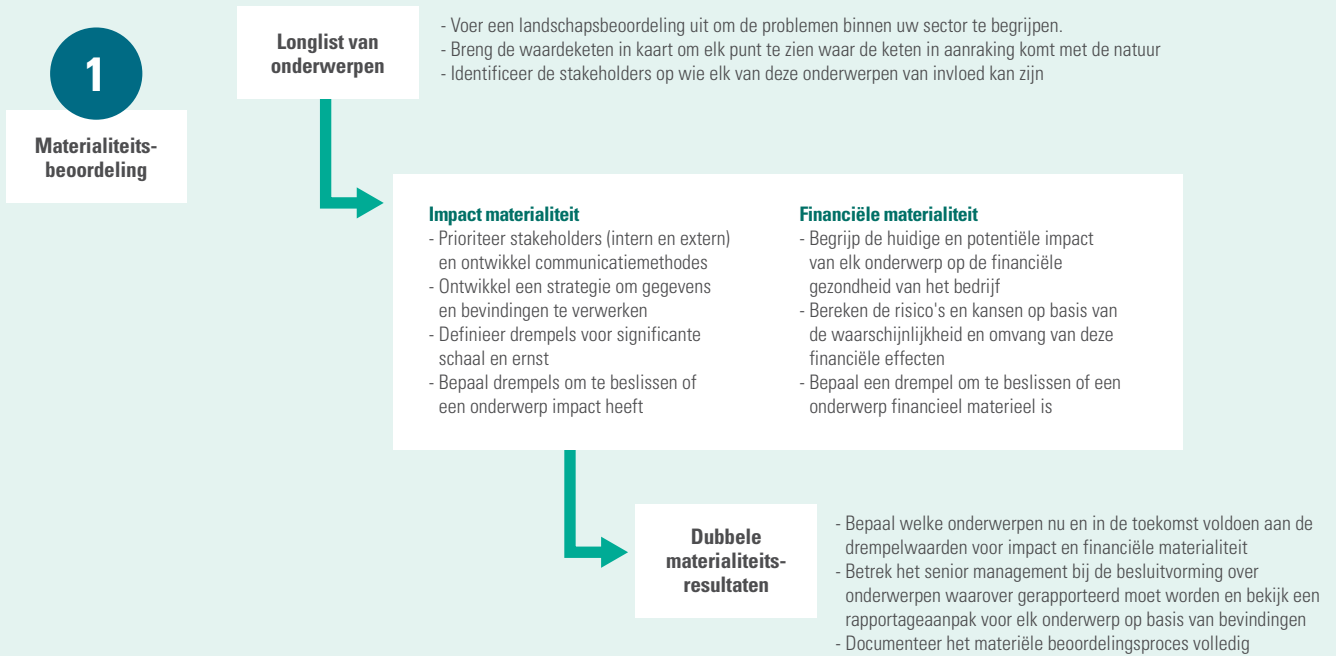 1
Materialiteits-
beoordeling
Longlist van
onderwerpen
- Voer een landschapsbeoordeling uit om de problemen binnen uw sector te begrijpen.
- Breng de waardeketen in kaart om elk punt te zien waar de keten in aanraking komt met de natuur
- Identificeer de stakeholders op wie elk van deze onderwerpen van invloed kan zijn
Impact materialiteit
- Prioriteer stakeholders (intern en extern)
en ontwikkel communicatiemethodes
- Ontwikkel een strategie om gegevens
en bevindingen te verwerken
- Definieer drempels voor significante
schaal en ernst
- Bepaal drempels om te beslissen of
een onderwerp impact heeft
Financiële materialiteit
- Begrijp de huidige en potentiële impact
van elk onderwerp op de financiële
gezondheid van het bedrijf
- Bereken de risico's en kansen op basis van
de waarschijnlijkheid en omvang van deze
financiële effecten
- Bepaal een drempel om te beslissen of een
onderwerp financieel materieel is
Dubbele
materialiteits-
resultaten
- Bepaal welke onderwerpen nu en in de toekomst voldoen aan de
drempelwaarden voor impact en financiële materialiteit
- Betrek het senior management bij de besluitvorming over
onderwerpen waarover gerapporteerd moet worden en bekijk een
rapportageaanpak voor elk onderwerp op basis van bevindingen
- Documenteer het materiële beoordelingsproces volledig